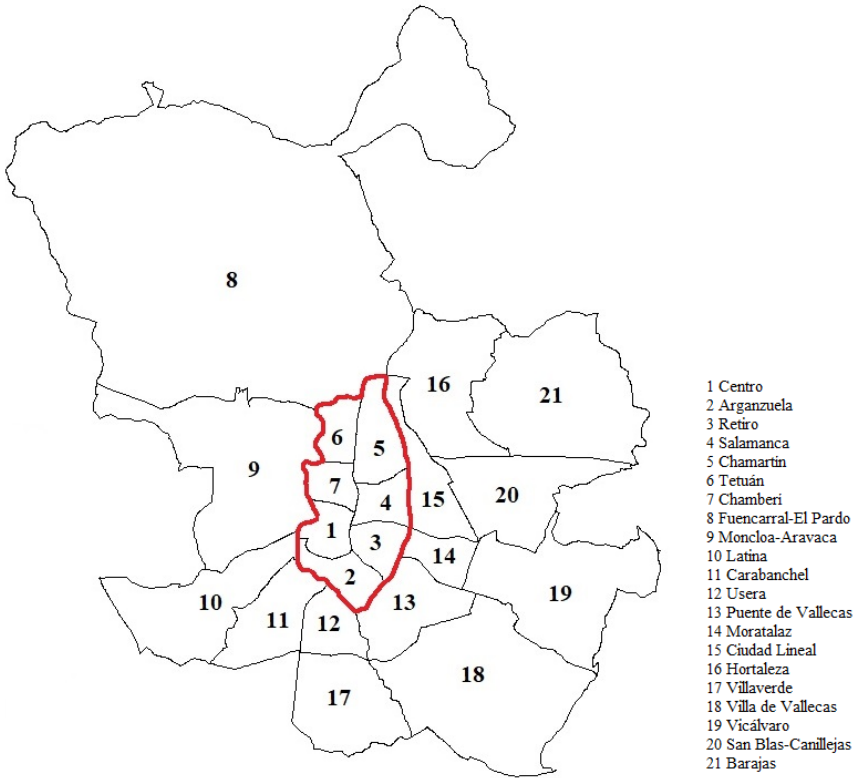 8
16
21
6
5
9
7
4
15
20
1
3
14
2
10
11
12
13
19
17
18
1 Centro
2 Arganzuela
3 Retiro
4 Salamanca
5 Chamartin
6 Tetuán
7 Chamberi
8 Fuencarral-El Pardo
9 Moncloa-Aravaca
10 Latina
11 Carabanchel
12 Usera
13 Puente de Vallecas
14 Moratalaz
15 Ciudad Lineal
16 Hortaleza
17 Villaverde
18 Villa de Vallecas
19 Vicálvaro
20 San Blas-Canillejas
21 Barajas